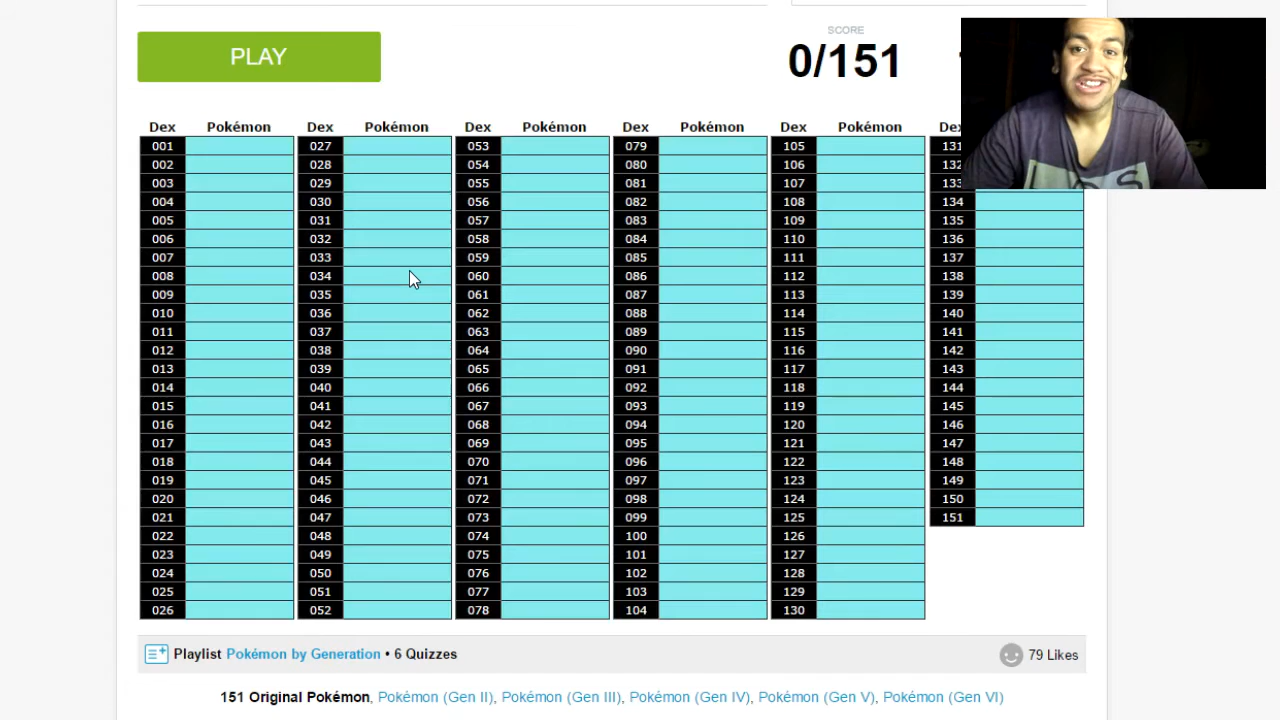 PLAY
SCORE
0/151
Dex Pokémon Dex Pokémon Dex Pokémon Dex Pokémon Dex Pokémon
001 027 053 079 105 131
002 028 054 080 106 132
003 029 055 081 107 133
004 030 056 082 108 134
005 031 057 083 109 135
006 032 058 084 110 136
007 033 059 085 111 137
008 034 060 086 112 138
009 035 061 087 113 139
010 036 062 088 114 140
011 037 063 089 115 141
012 038 064 090 116 142
013 039 065 091 117 143
014 040 066 092 118 144
015 041 067 093 119 145
016 042 068 094 120 146
017 043 069 095 121 147
018 044 070 096 122 148
019 045 071 097 123 149
020 046 072 098 124 150
021 047 073 099 125 151
022 048 074 100 126
023 049 075 101 127
024 050 076 102 128
025 051 077 103 129
026 052 078 104 130
Playlist Pokémon by Generation • 6 Quizzes
79 Likes
151 Original Pokémon, Pokémon (Gen II), Pokémon (Gen III), Pokémon (Gen IV), Pokémon (Gen V), Pokémon (Gen VI)